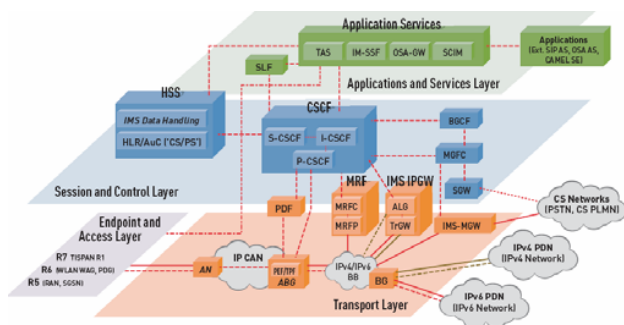 Application Services
TAS
IM-SSF
OSA-GW
SCIM
Applications
(Ext. SIP AS, OSA AS,
CAMEL SE)
SLF
Applications and Services Layer
HSS
IMS Data Handling
HLR/AuC ('CS/PS')
CSCF
S-CSCF
I-CSCF
P-CSCF
BGCF
MGFC
SGW
Session and Control Layer
MRF
IMS IPGW
PDF
MRFC
MRFP
ALG
TrGW
IMS-MGW
CS Networks
(PSTN, CS PLMN)
Endpoint and
Access Layer
R7 TISPAN R1
R6 (WLAN WAG, PDG)
R5 (RAN, SGSN)
AN
IP CAN
PEF/TPF
ABG
IPv4/IPv6
BB
BG
IPv4 PDN
(IPv4 Network)
IPv6 PDN
(IPv6 Network)
Transport Layer